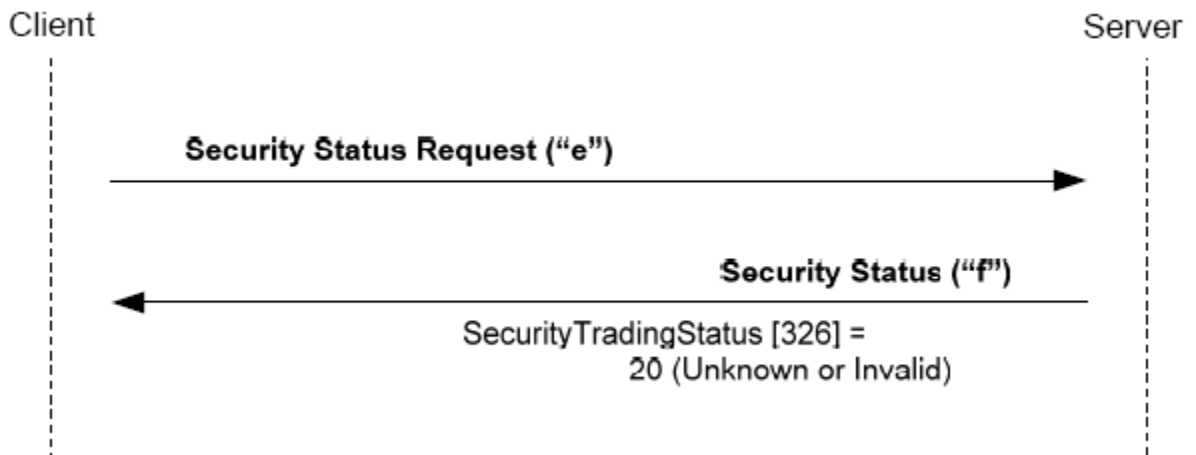 Client
Server
Security Status Request (“e”)
Security Status (“f”)
SecurityTradingStatus [326] =
20 (Unknown or Invalid)